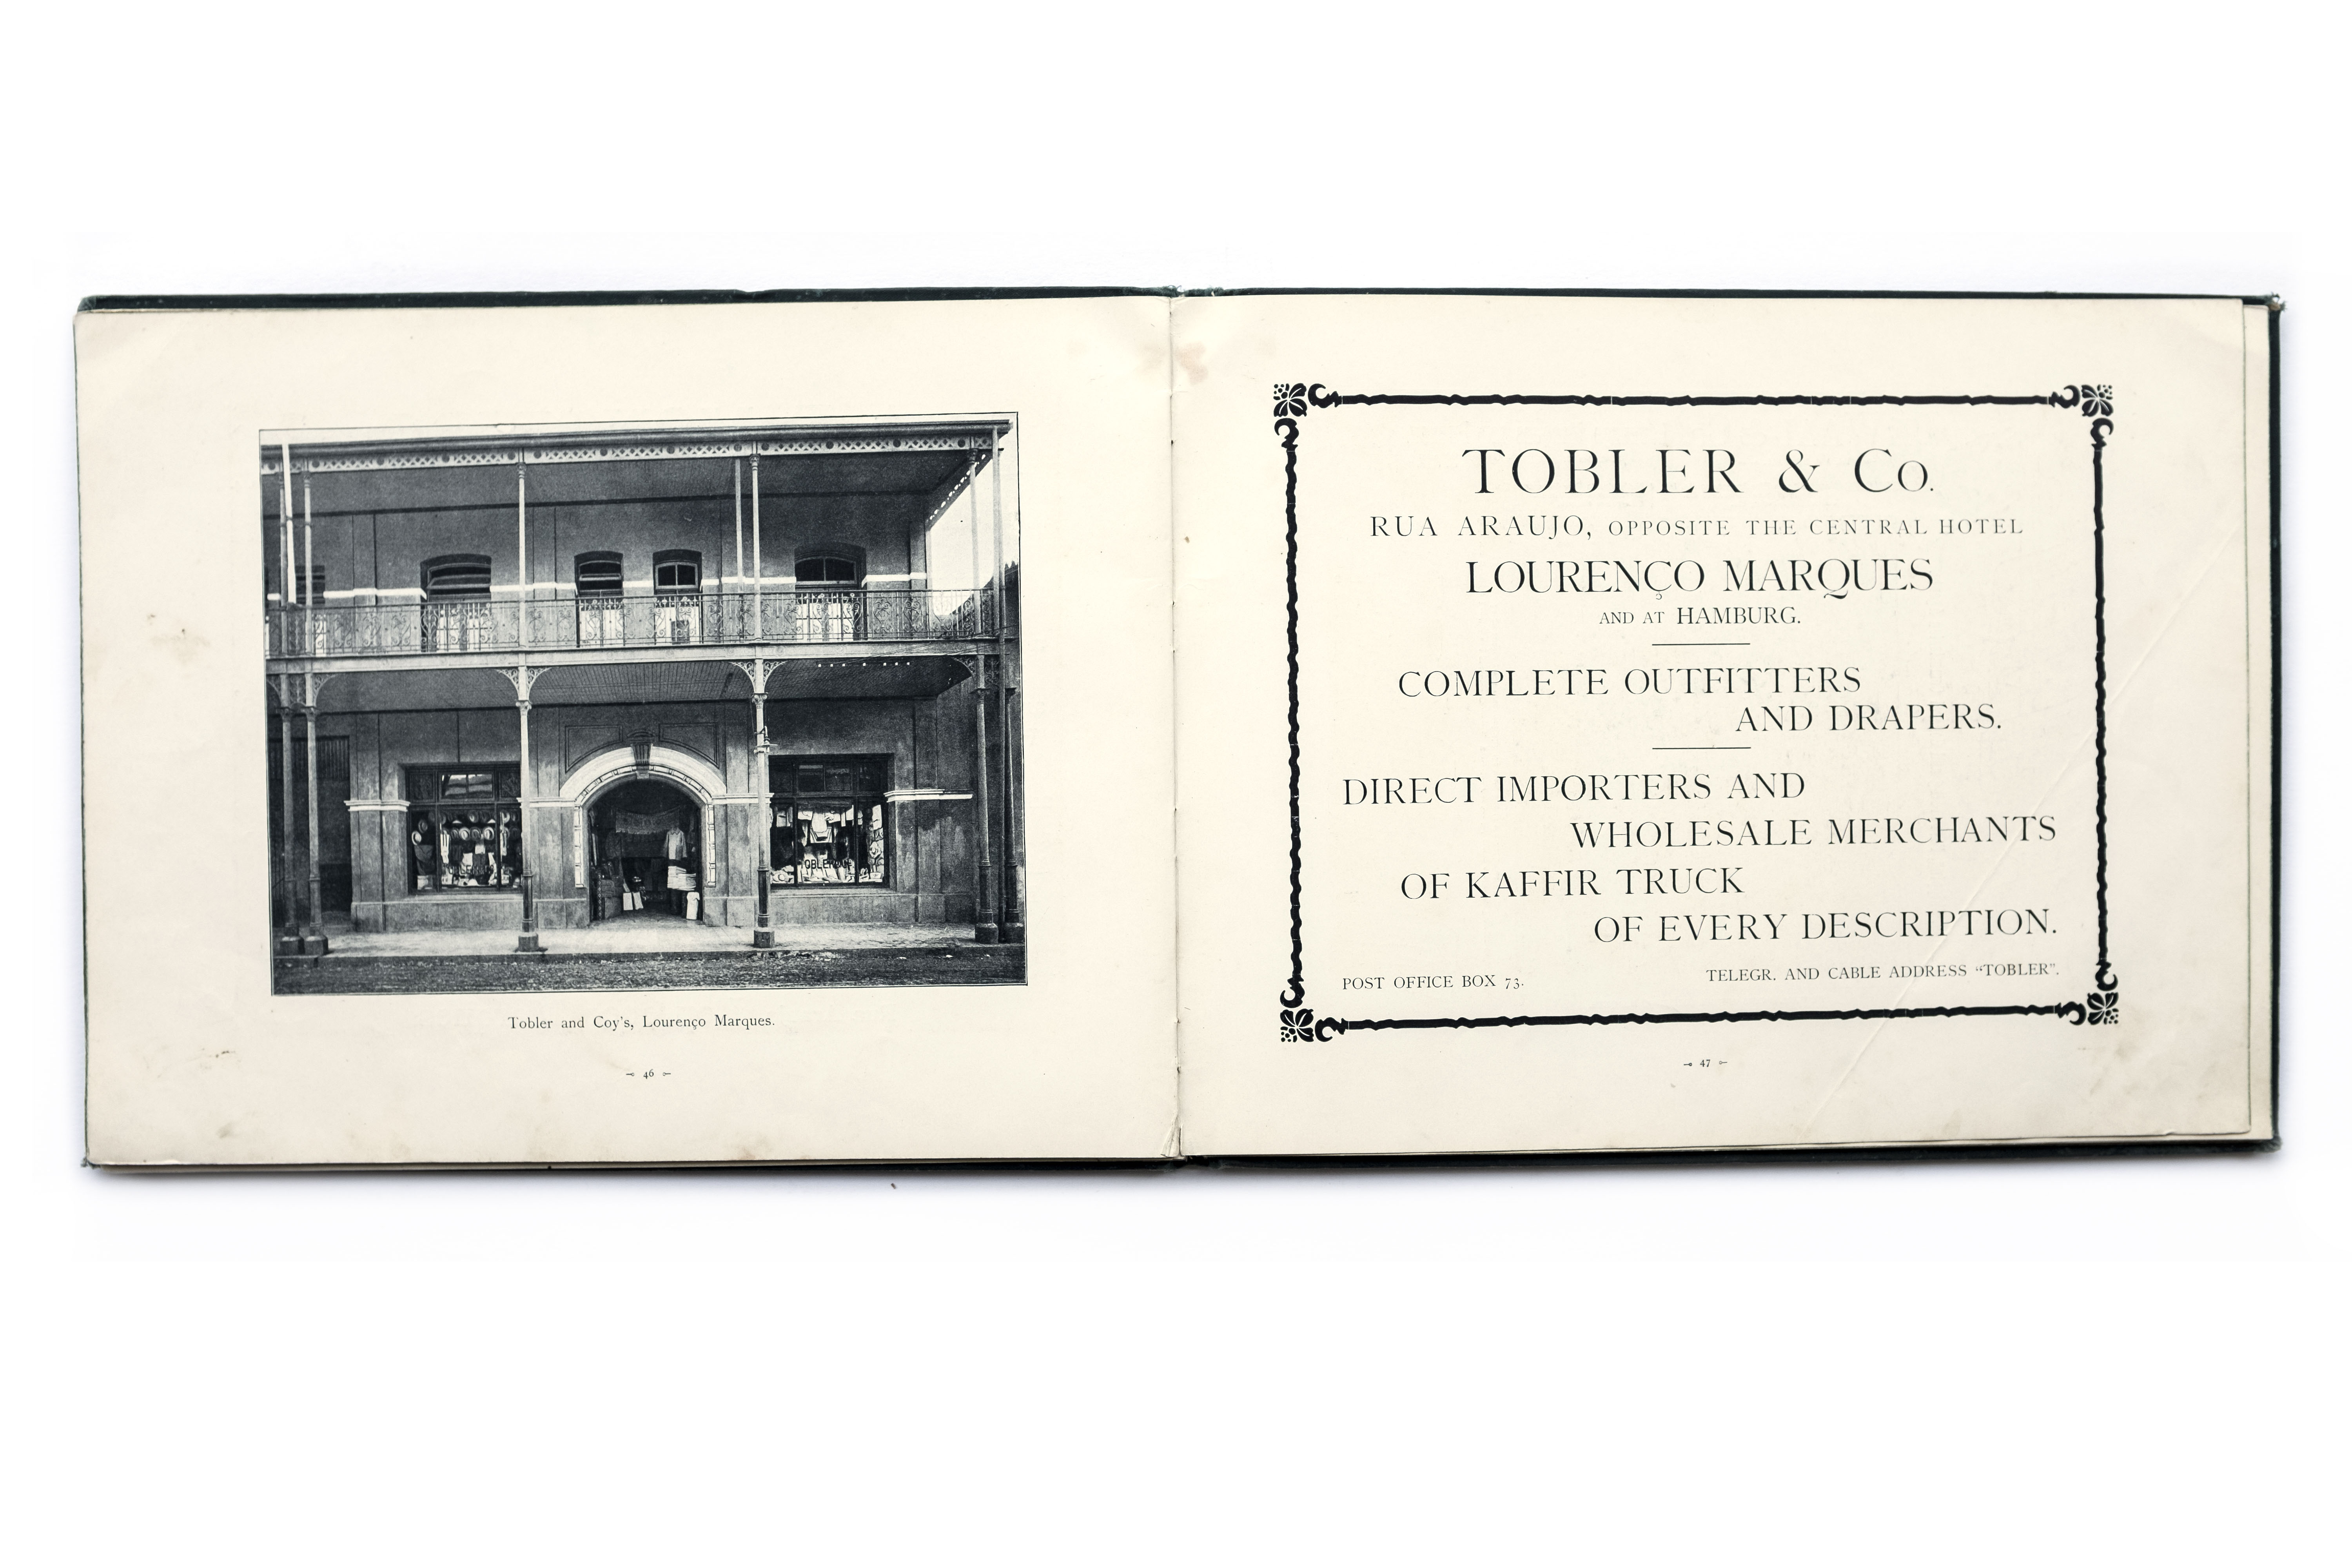 Tobler and Coy's, Lourenço Marques.
46
TOBLER & Co.
RUA ARAUJO, OPPOSITE THE CENTRAL HOTEL
LOURENÇO MARQUES
AND AT HAMBURG.
COMPLETE OUTFITTERS
AND DRAPERS.
DIRECT IMPORTERS AND
WHOLESALE MERCHANTS
OF KAFFIR TRUCK
OF EVERY DESCRIPTION.
POST OFFICE BOX 73.
TELEGR. AND CABLE ADDRESS “TOBLER”.
47